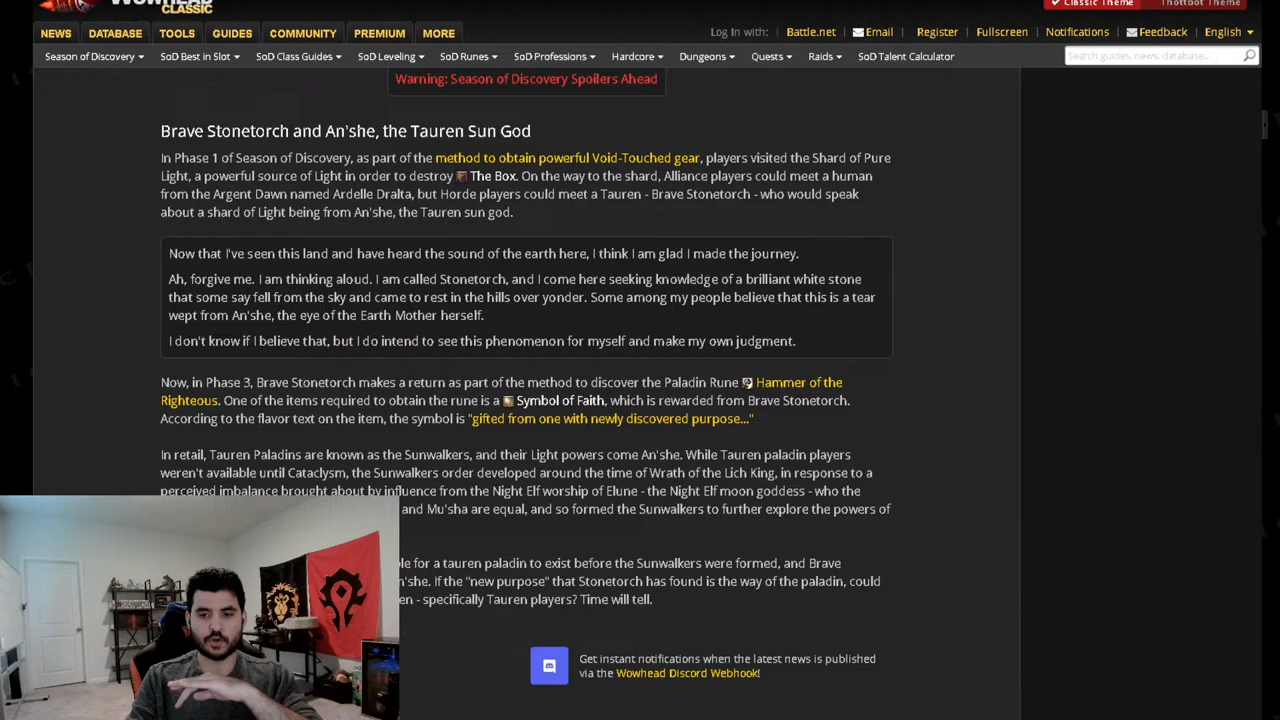 WOWHEAD
CLASSIC
Classic Theme Thottbot Theme
NEWS DATABASE TOOLS GUIDES COMMUNITY PREMIUM MORE Log In with: Battle.net Email Register Fullscreen Notifications Feedback English
Season of Discovery SoD Best in Slot SoD Class Guides SoD Leveling SoD Runes SoD Professions Hardcore Dungeons Quests Raids SoD Talent Calculator Search guides, news, database...
Warning: Season of Discovery Spoilers Ahead
Brave Stonetorch and An'she, the Tauren Sun God
In Phase 1 of Season of Discovery, as part of the method to obtain powerful Void-Touched gear, players visited the Shard of Pure
Light, a powerful source of Light in order to destroy The Box. On the way to the shard, Alliance players could meet a human
from the Argent Dawn named Ardelle Dralta, but Horde players could meet a Tauren - Brave Stonetorch - who would speak
about a shard of Light being from An'she, the Tauren sun god.
Now that I've seen this land and have heard the sound of the earth here, I think I am glad I made the journey.
Ah, forgive me. I am thinking aloud. I am called Stonetorch, and I come here seeking knowledge of a brilliant white stone
that some say fell from the sky and came to rest in the hills over yonder. Some among my people believe that this is a tear
wept from An'she, the eye of the Earth Mother herself.
I don't know if I believe that, but I do intend to see this phenomenon for myself and make my own judgment.
Now, in Phase 3, Brave Stonetorch makes a return as part of the method to discover the Paladin Rune Hammer of the
Righteous. One of the items required to obtain the rune is a Symbol of Faith, which is rewarded from Brave Stonetorch.
According to the flavor text on the item, the symbol is "gifted from one with newly discovered purpose..."
In retail, Tauren Paladins are known as the Sunwalkers, and their Light powers come An'she. While Tauren paladin players
weren't available until Cataclysm, the Sunwalkers order developed around the time of Wrath of the Lich King, in response to a
perceived imbalance brought about by influence from the Night Elf worship of Elune - the Night Elf moon goddess - who the
and Mu'sha are equal, and so formed the Sunwalkers to further explore the powers of
for a tauren paladin to exist before the Sunwalkers were formed, and Brave
n'she. If the "new purpose" that Stonetorch has found is the way of the paladin, could
- specifically Tauren players? Time will tell.
Get instant notifications when the latest news is published
via the Wowhead Discord Webhook!